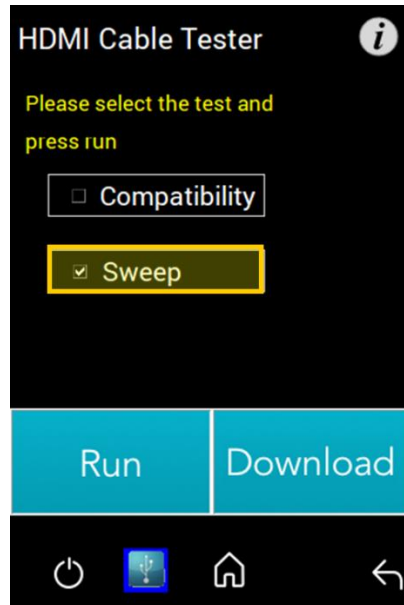 HDMI Cable Tester
i
Please select the test and
press run
Compatibility
Sweep
Run
Download